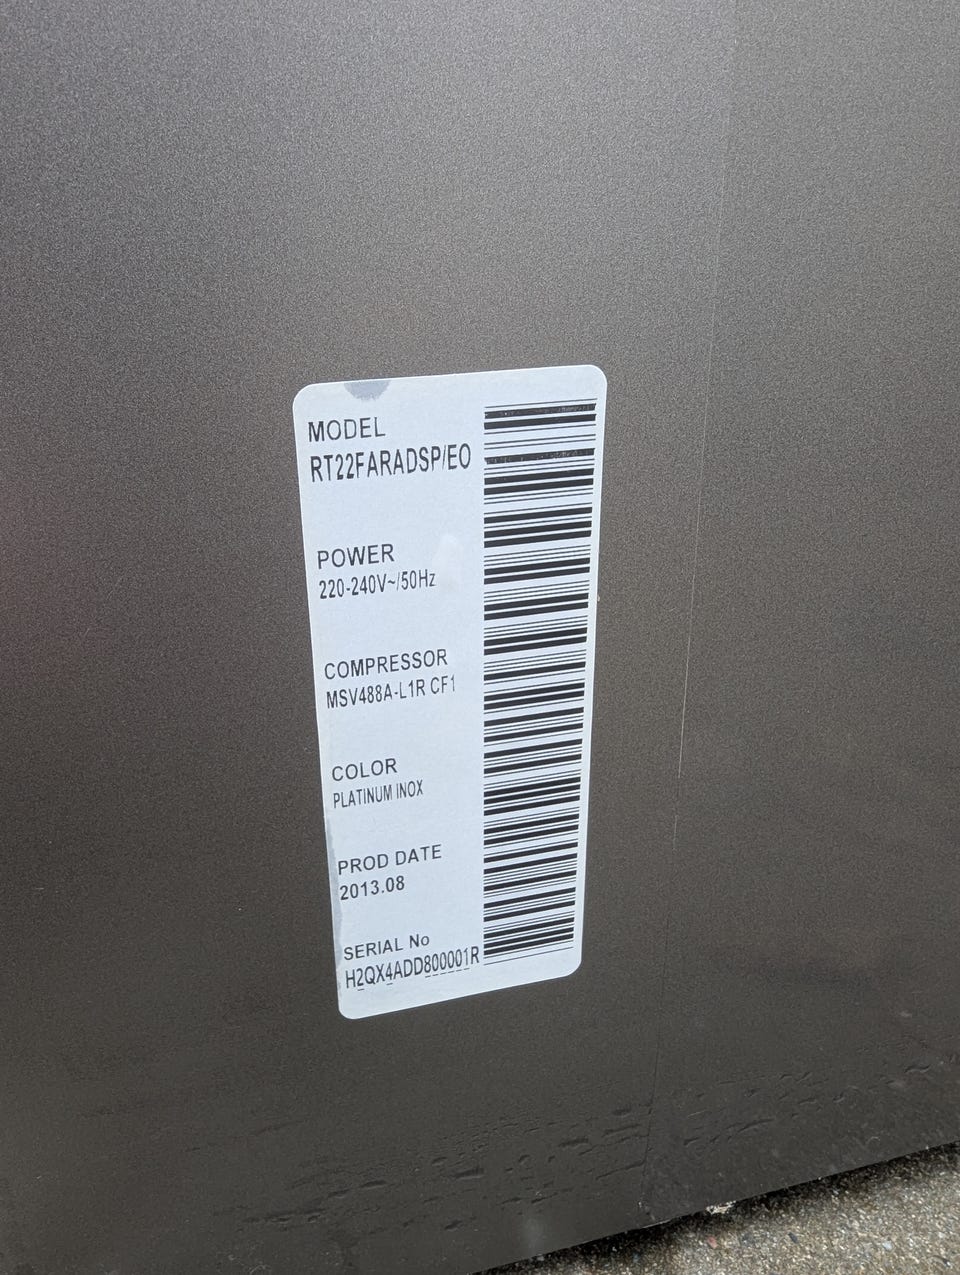 MODEL
RT22FARADSP/EO
POWER
220-240V~/50Hz
COMPRESSOR
MSV488A-L1R CF1
COLOR
PLATINUM INOX
PROD DATE
2013.08
SERIAL No
H2QX4ADD800001R